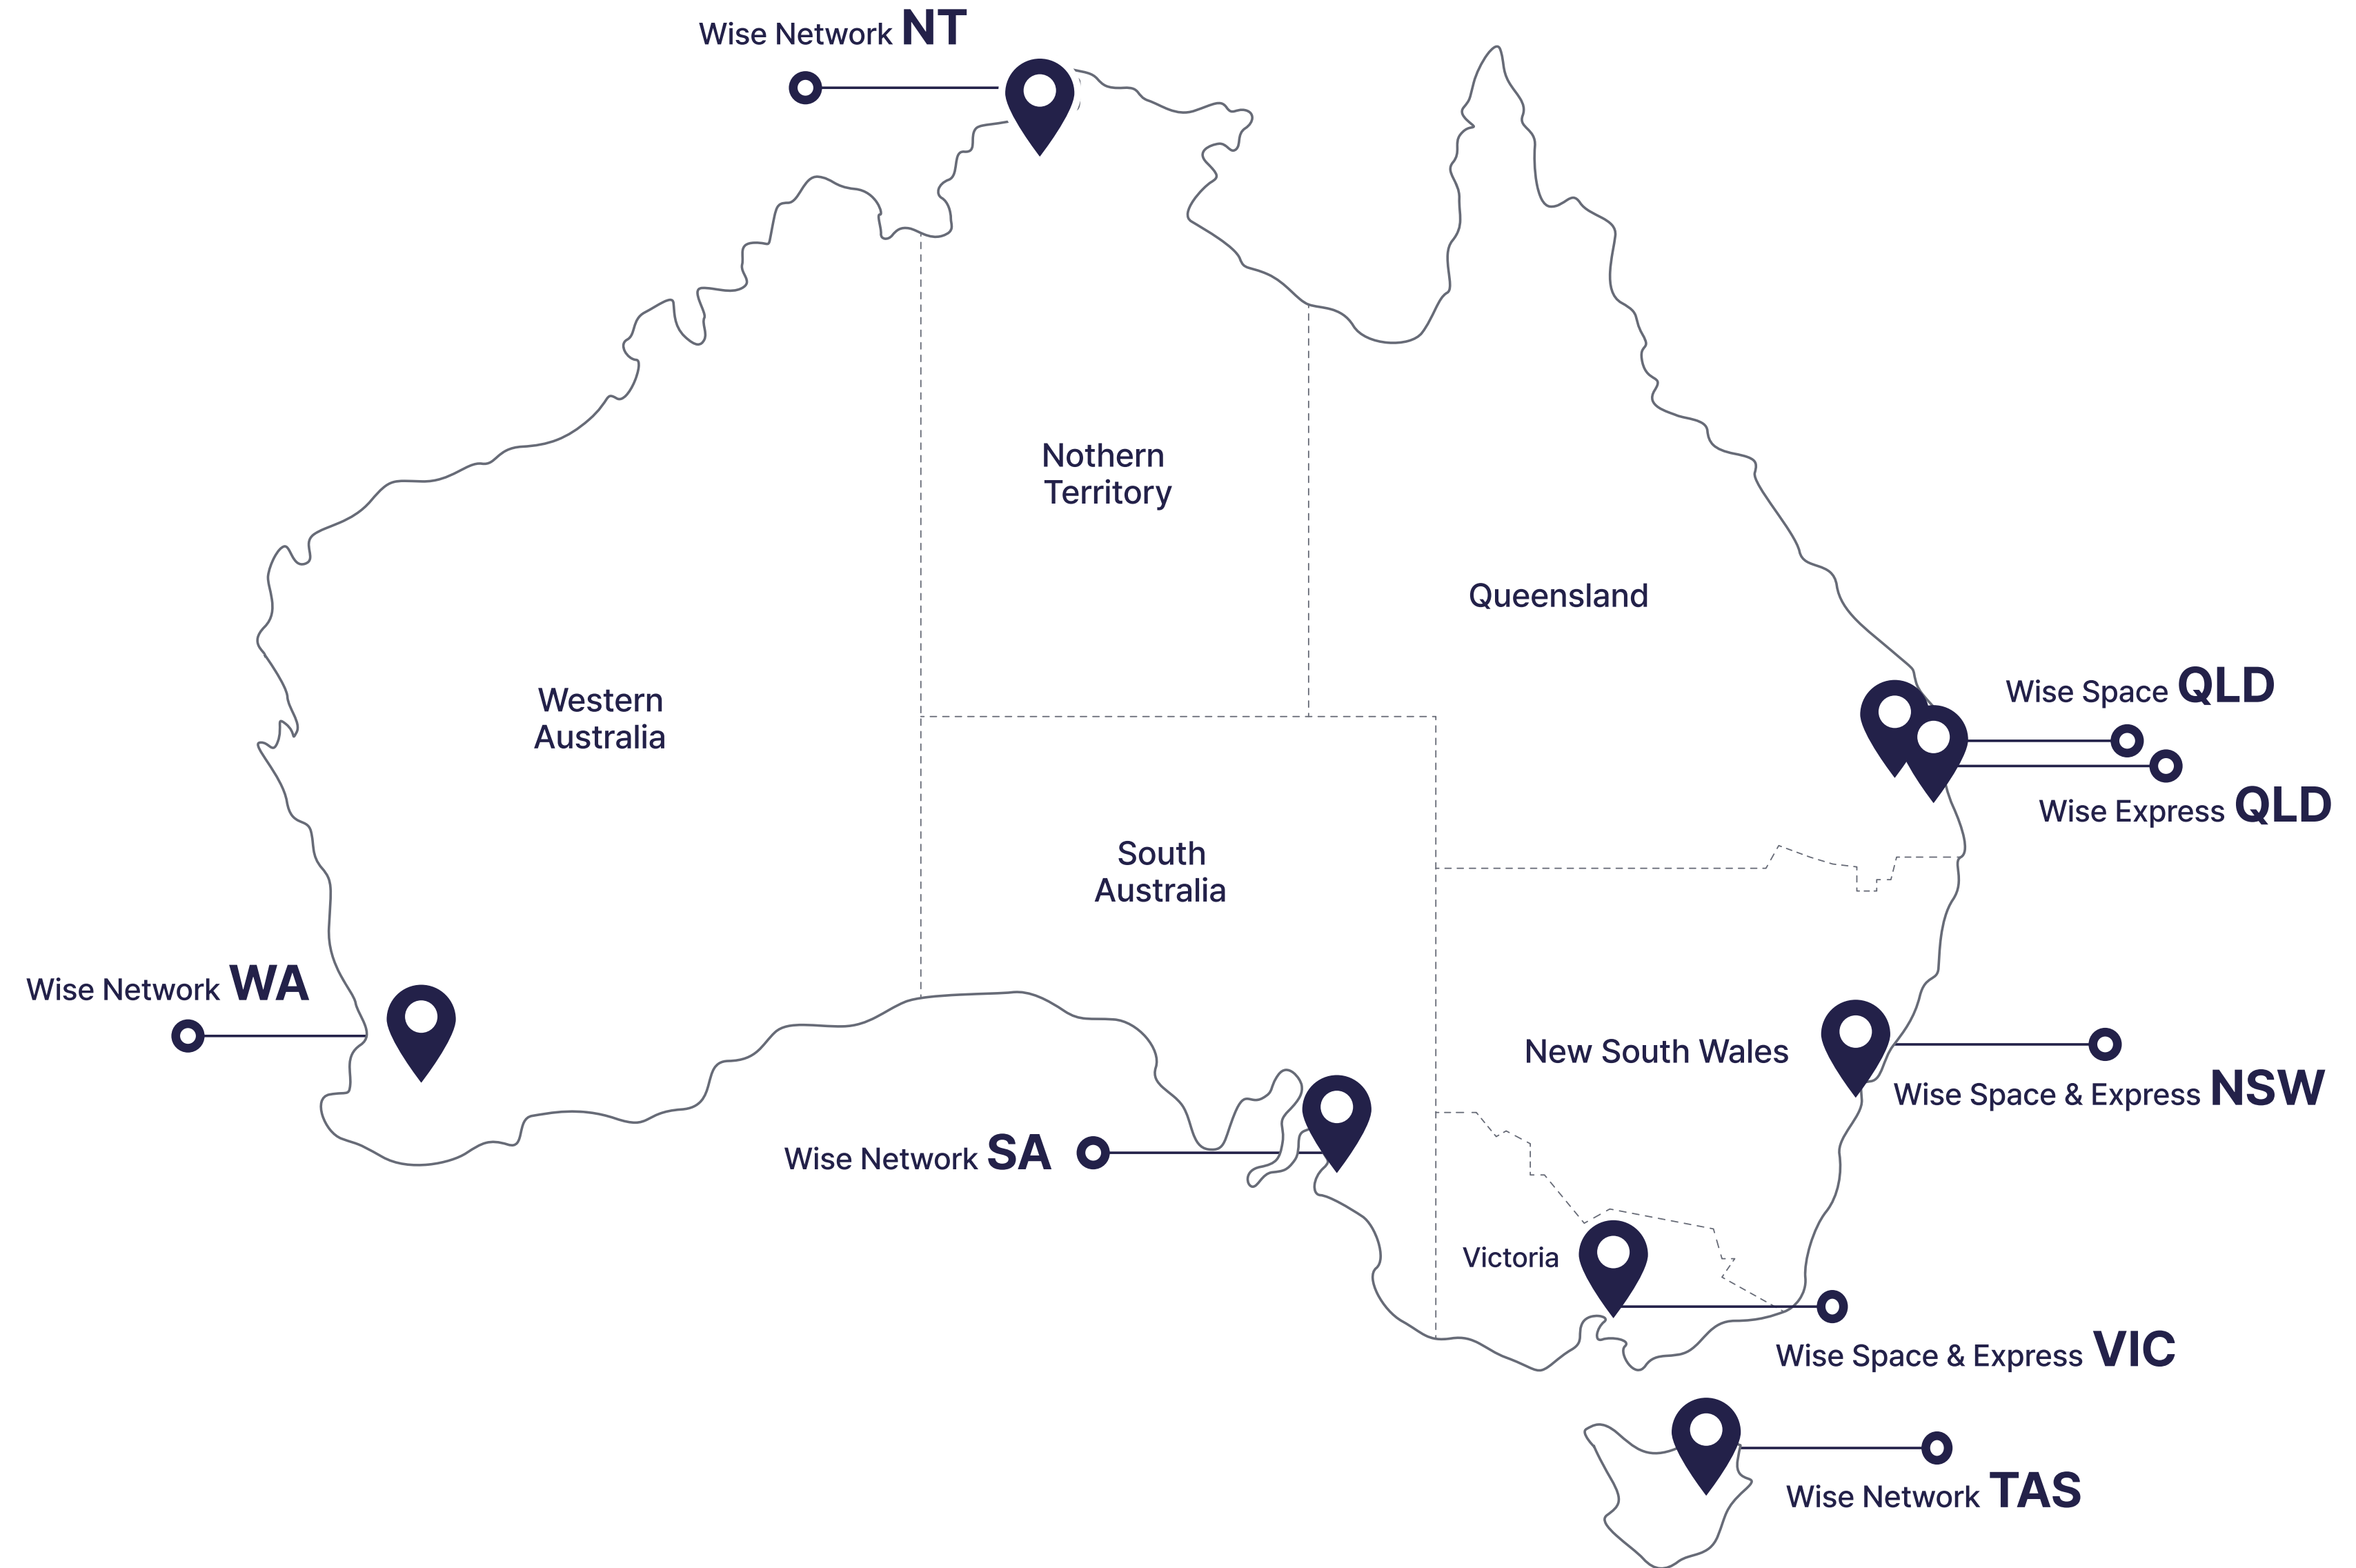 Wise Network NT
Nothern
Territory
Queensland
Western
Australia
Wise Space QLD
Wise Express QLD
South
Australia
Wise Network WA
New South Wales
Wise Space & Express NSW
Wise Network SA
Victoria
Wise Space & Express VIC
Wise Network TAS